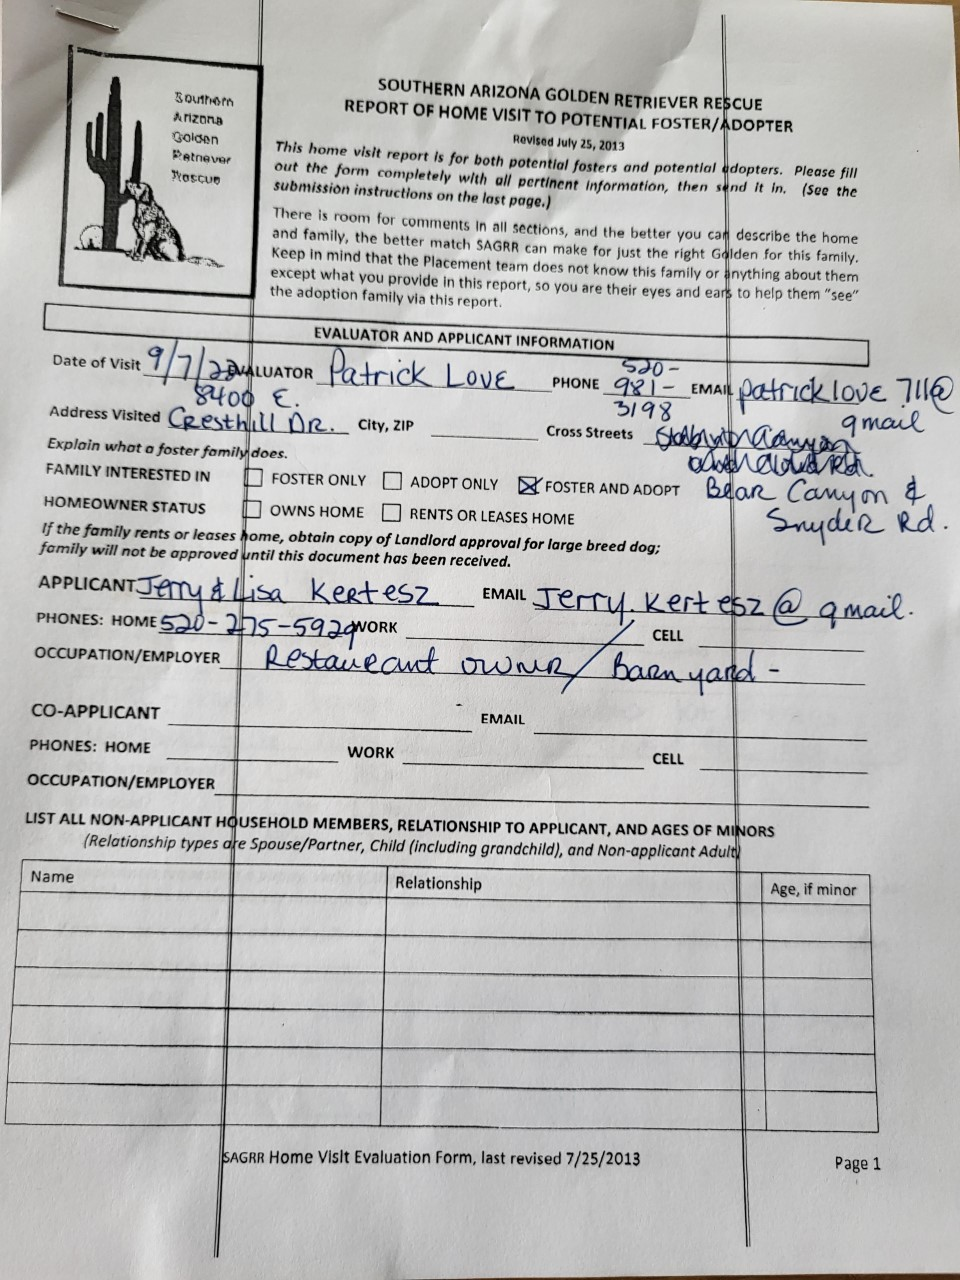 Southern
Arizona
Golden
Retriever
Rescue
SOUTHERN ARIZONA GOLDEN RETRIEVER RESCUE
REPORT OF HOME VISIT TO POTENTIAL FOSTER/ADOPTER
Revised July 25, 2013
This home visit report is for both potential fosters and potential adopters. Please fill
out the form completely with all pertinent information, then send it in. (See the
submission instructions on the last page.)
There is room for comments in all sections, and the better you can describe the home
and family, the better match SAGRR can make for just the right Golden for this family.
Keep in mind that the Placement team does not know this family or anything about them
except what you provide in this report, so you are their eyes and ears to help them "see"
the adoption family via this report.
EVALUATOR AND APPLICANT INFORMATION
Date of Visit 9/7/22 EVALUATOR Patrick Love PHONE 520-981-3198 EMAIL patricklove711@gmail
Address Visited 8400 E. Cresthill DR. City, ZIP Cross Streets
Explain what a foster family does.
FAMILY INTERESTED IN FOSTER ONLY ADOPT ONLY FOSTER AND ADOPT Bear Canyon &
HOMEOWNER STATUS OWNS HOME RENTS OR LEASES HOME Snyder Rd.
If the family rents or leases home, obtain copy of Landlord approval for large breed dog;
family will not be approved until this document has been received.
APPLICANT Jerry & Lisa Kertesz EMAIL Jerry.Kertesz@gmail.
PHONES: HOME 520-275-5929 WORK CELL
OCCUPATION/EMPLOYER Restaurant owner / Barnyard -
CO-APPLICANT EMAIL
PHONES: HOME WORK CELL
OCCUPATION/EMPLOYER
LIST ALL NON-APPLICANT HOUSEHOLD MEMBERS, RELATIONSHIP TO APPLICANT, AND AGES OF MINORS
(Relationship types are Spouse/Partner, Child (including grandchild), and Non-applicant Adult)
Name Relationship Age, if minor
SAGRR Home Visit Evaluation Form, last revised 7/25/2013 Page 1